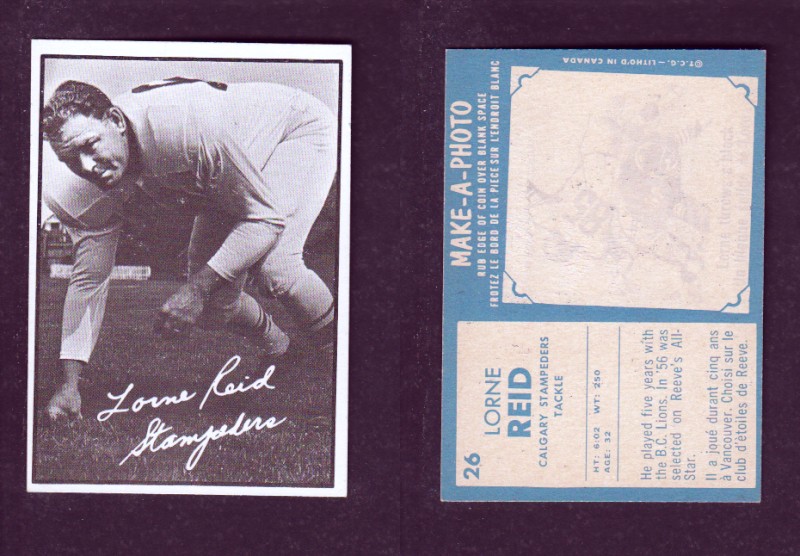 Lorne Reid
Stampeders
©T.C.G. — LITHO'D IN CANADA
MAKE-A-PHOTO
RUB EDGE OF COIN OVER BLANK SPACE
FROTEZ LE BORD DE LA PIECE SUR L'ENDROIT BLANC
26
LORNE
REID
CALGARY STAMPEDERS
TACKLE
HT: 6:02 WT: 250
AGE: 32
He played five years with
the B.C. Lions. In '56 was
selected on Reeve's All-
Star.
Il a joué durant cinq ans
à Vancouver. Choisi sur le
club d'étoiles de Reeve.